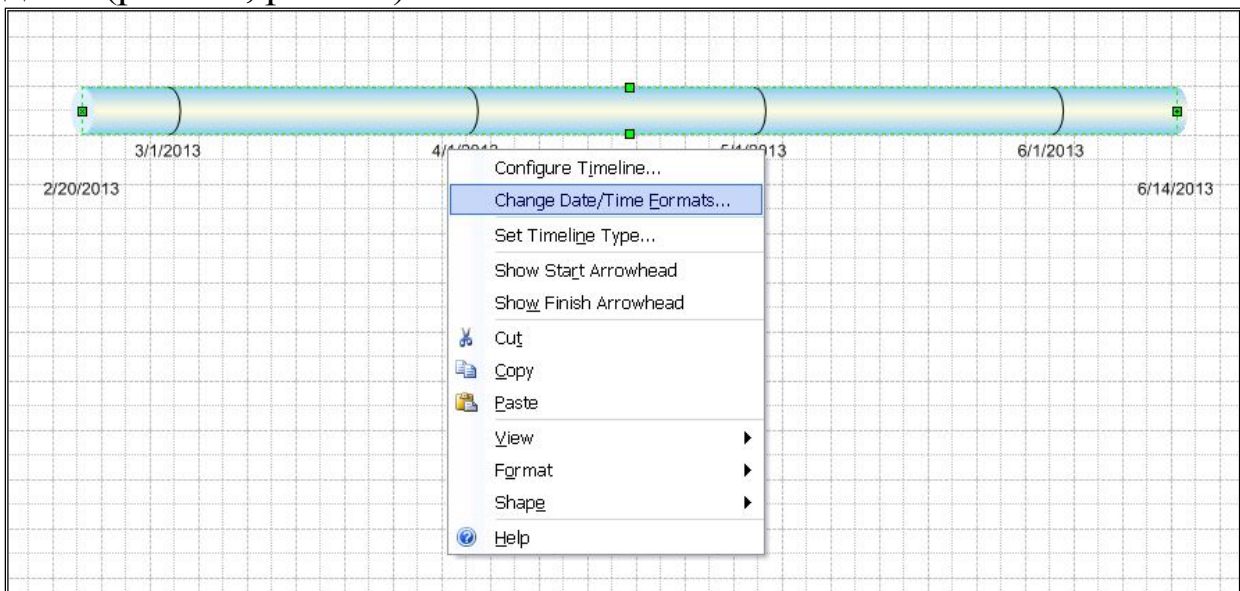 3/1/2013
6/1/2013
2/20/2013
6/14/2013
Configure Timeline...
Change Date/Time Formats...
Set Timeline Type...
Show Start Arrowhead
Show Finish Arrowhead
Cut
Copy
Paste
View
Format
Shape
Help